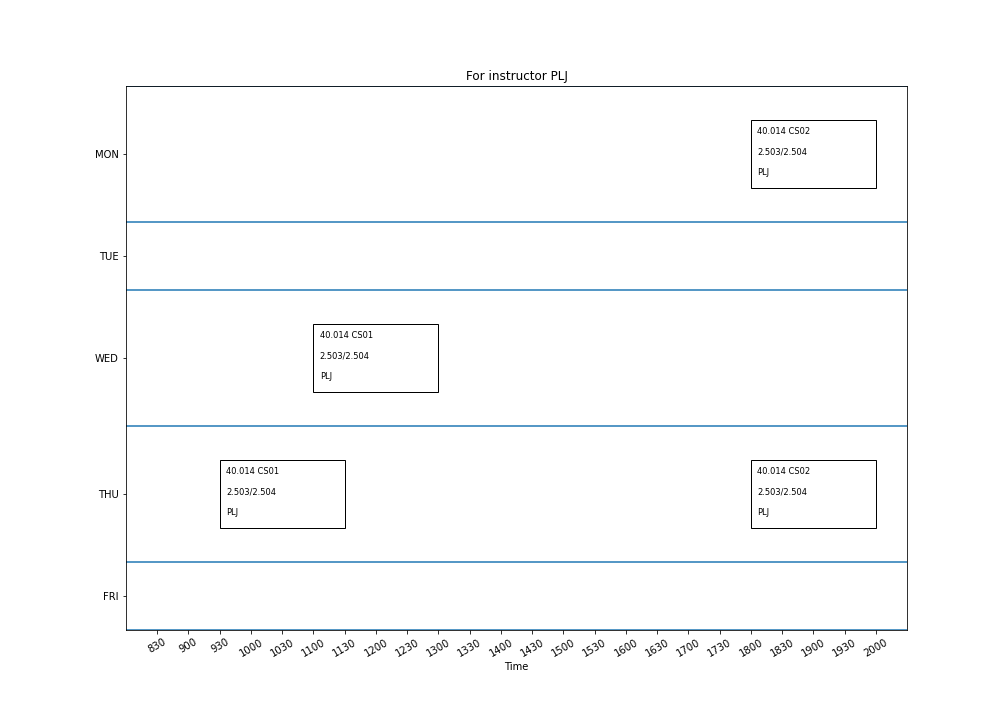 For instructor PLJ
MON
40.014 CS02
2.503/2.504
PLJ
TUE
WED
40.014 CS01
2.503/2.504
PLJ
THU
40.014 CS01
2.503/2.504
PLJ
40.014 CS02
2.503/2.504
PLJ
FRI
830 900 930 1000 1030 1100 1130 1200 1230 1300 1330 1400 1430 1500 1530 1600 1630 1700 1730 1800 1830 1900 1930 2000
Time